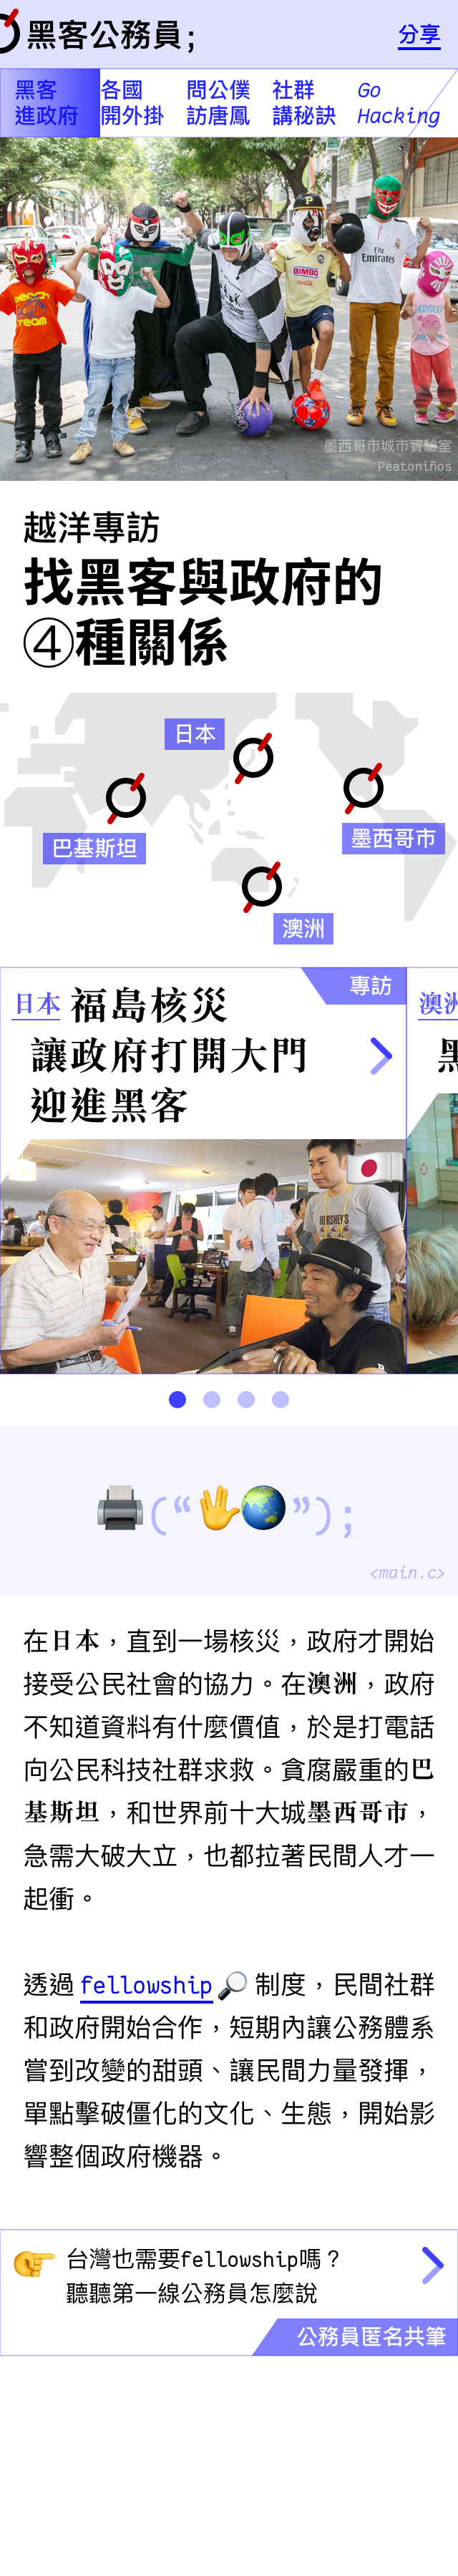 黑客公務員;
分享
黑客
進政府
各國
開外掛
問公僕
訪唐鳳
社群
講秘訣
Go
Hacking
Fly
Emirates
BIMBO
墨西哥市城市實驗室
Peatoniños
越洋專訪
找黑客與政府的
④種關係
日本
巴基斯坦
墨西哥市
澳洲
專訪
日本 福島核災
讓政府打開大門
迎進黑客
澳洲
黑
("
");
<main.c>
在日本，直到一場核災，政府才開始
接受公民社會的協力。在澳洲，政府
不知道資料有什麼價值，於是打電話
向公民科技社群求救。貪腐嚴重的巴
基斯坦，和世界前十大城墨西哥市，
急需大破大立，也都拉著民間人才一
起衝。
透過 fellowship🔎 制度，民間社群
和政府開始合作，短期內讓公務體系
嘗到改變的甜頭、讓民間力量發揮，
單點擊破僵化的文化、生態，開始影
響整個政府機器。
台灣也需要fellowship嗎？
聽聽第一線公務員怎麼說
公務員匿名共筆